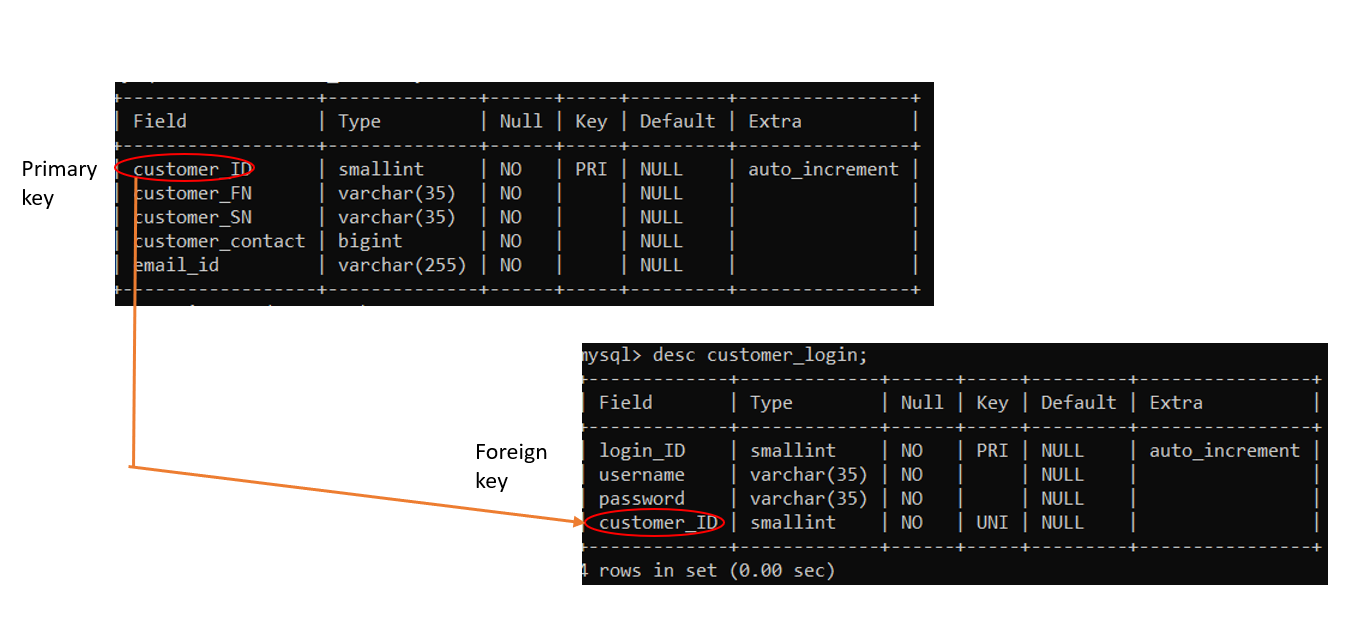 +------------------+--------------+------+-----+---------+----------------+
| Field            | Type         | Null | Key | Default | Extra          |
+------------------+--------------+------+-----+---------+----------------+
Primary key
| customer_ID      | smallint     | NO   | PRI | NULL    | auto_increment |
| customer_FN      | varchar(35)  | NO   |     | NULL    |                |
| customer_SN      | varchar(35)  | NO   |     | NULL    |                |
| customer_contact | bigint       | NO   |     | NULL    |                |
| email_id         | varchar(255) | NO   |     | NULL    |                |
+------------------+--------------+------+-----+---------+----------------+
mysql> desc customer_login;
+-------------+-------------+------+-----+---------+----------------+
| Field       | Type        | Null | Key | Default | Extra          |
+-------------+-------------+------+-----+---------+----------------+
Foreign key
| login_ID    | smallint    | NO   | PRI | NULL    | auto_increment |
| username    | varchar(35) | NO   |     | NULL    |                |
| password    | varchar(35) | NO   |     | NULL    |                |
| customer_ID | smallint    | NO   | UNI | NULL    |                |
+-------------+-------------+------+-----+---------+----------------+
4 rows in set (0.00 sec)